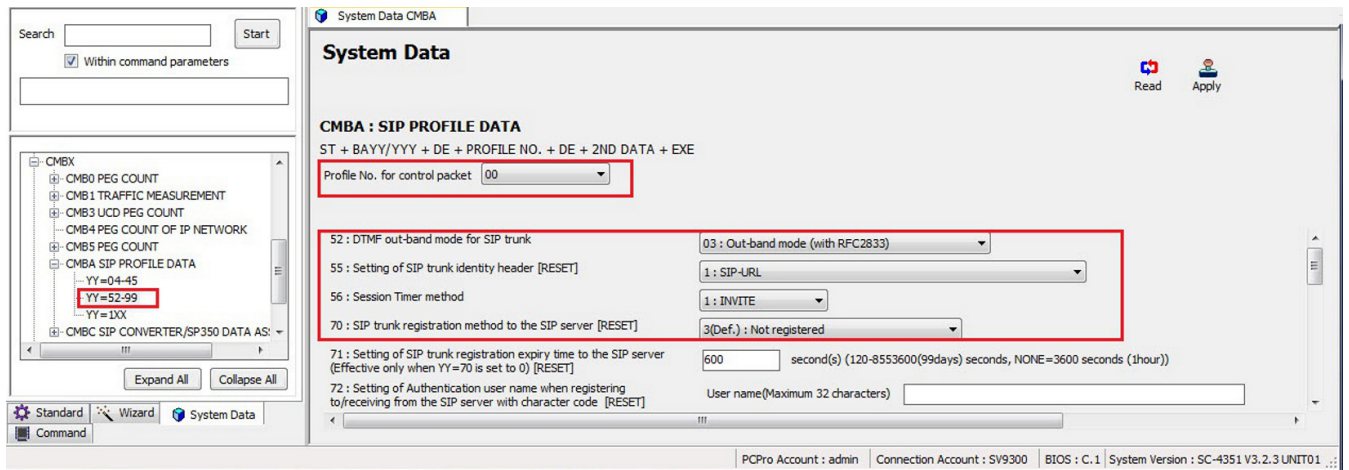 System Data CMBA
Search
Start
Within command parameters
System Data
Read
Apply
CMBA : SIP PROFILE DATA
ST + BAYY/YYY + DE + PROFILE NO. + DE + 2ND DATA + EXE
Profile No. for control packet 00
CMBX
CMB0 PEG COUNT
CMB1 TRAFFIC MEASUREMENT
CMB3 UCD PEG COUNT
CMB4 PEG COUNT OF IP NETWORK
CMB5 PEG COUNT
CMBA SIP PROFILE DATA
YY=04-45
YY=52-99
YY=1XX
CMBC SIP CONVERTER/SP350 DATA AS
Expand All
Collapse All
52 : DTMF out-band mode for SIP trunk 03 : Out-band mode (with RFC2833)
55 : Setting of SIP trunk identity header [RESET] 1 : SIP-URL
56 : Session Timer method 1 : INVITE
70 : SIP trunk registration method to the SIP server [RESET] 3(Def.) : Not registered
71 : Setting of SIP trunk registration expiry time to the SIP server
(Effective only when YY=70 is set to 0) [RESET]
600 second(s) (120-8553600(99days) seconds, NONE=3600 seconds (1hour))
72 : Setting of Authentication user name when registering
to/receiving from the SIP server with character code [RESET]
User name(Maximum 32 characters)
Standard
Wizard
System Data
Command
PCPro Account : admin
Connection Account : SV9300
BIOS : C.1
System Version : SC-4351 V3.2.3 UNIT01